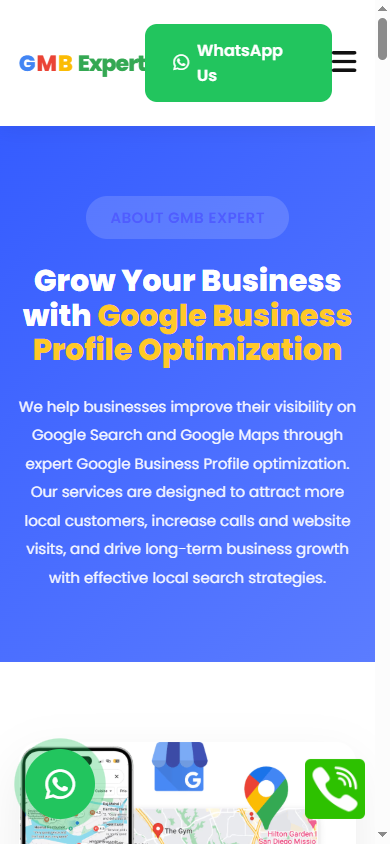 GMB Expert
WhatsApp
Us
ABOUT GMB EXPERT
Grow Your Business
with Google Business
Profile Optimization
We help businesses improve their visibility on
Google Search and Google Maps through
expert Google Business Profile optimization.
Our services are designed to attract more
local customers, increase calls and website
visits, and drive long-term business growth
with effective local search strategies.
G
The Gym
Hilton Garden I
San Diego Missio